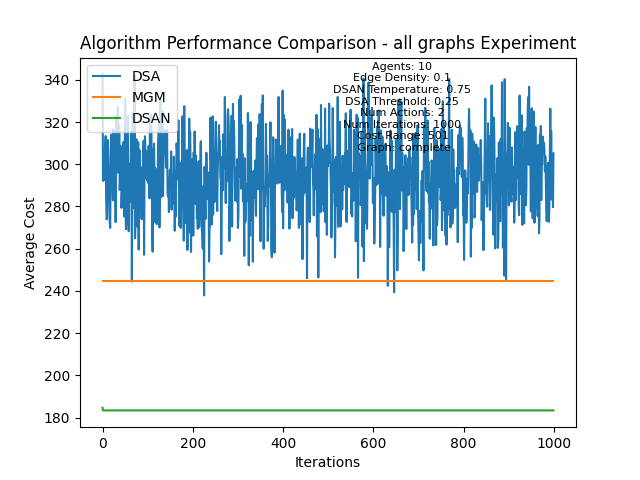 Algorithm Performance Comparison - all graphs Experiment
DSA
MGM
DSAN
Agents: 10
Edge Density: 0.1
DSAN Temperature: 0.75
DSA Threshold: 0.25
Num Actions: 2
Num Iterations: 1000
Cost Range: 501
Graph: complete
Average Cost
340
320
300
280
260
240
220
200
180
0
200
400
600
800
1000
Iterations